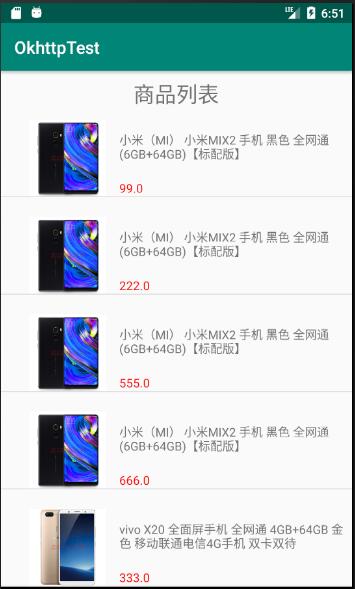 LTE 6:51
OkhttpTest
商品列表
小米（MI） 小米MIX2 手机 黑色 全网通
(6GB+64GB)【标配版】
99.0
小米（MI） 小米MIX2 手机 黑色 全网通
(6GB+64GB)【标配版】
222.0
小米（MI） 小米MIX2 手机 黑色 全网通
(6GB+64GB)【标配版】
555.0
小米（MI） 小米MIX2 手机 黑色 全网通
(6GB+64GB)【标配版】
666.0
vivo X20 全面屏手机 全网通 4GB+64GB 金
色 移动联通电信4G手机 双卡双待
333.0